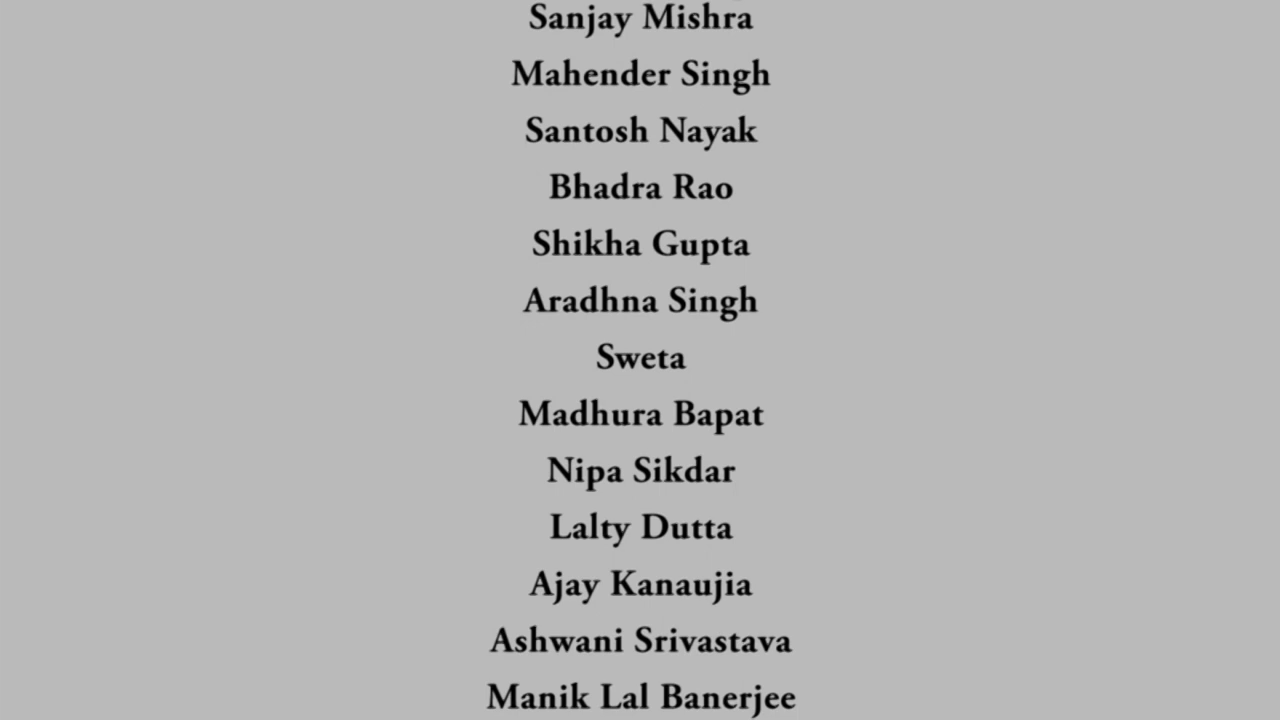 Sanjay Mishra
Mahender Singh
Santosh Nayak
Bhadra Rao
Shikha Gupta
Aradhna Singh
Sweta
Madhura Bapat
Nipa Sikdar
Lalty Dutta
Ajay Kanaujia
Ashwani Srivastava
Manik Lal Banerjee